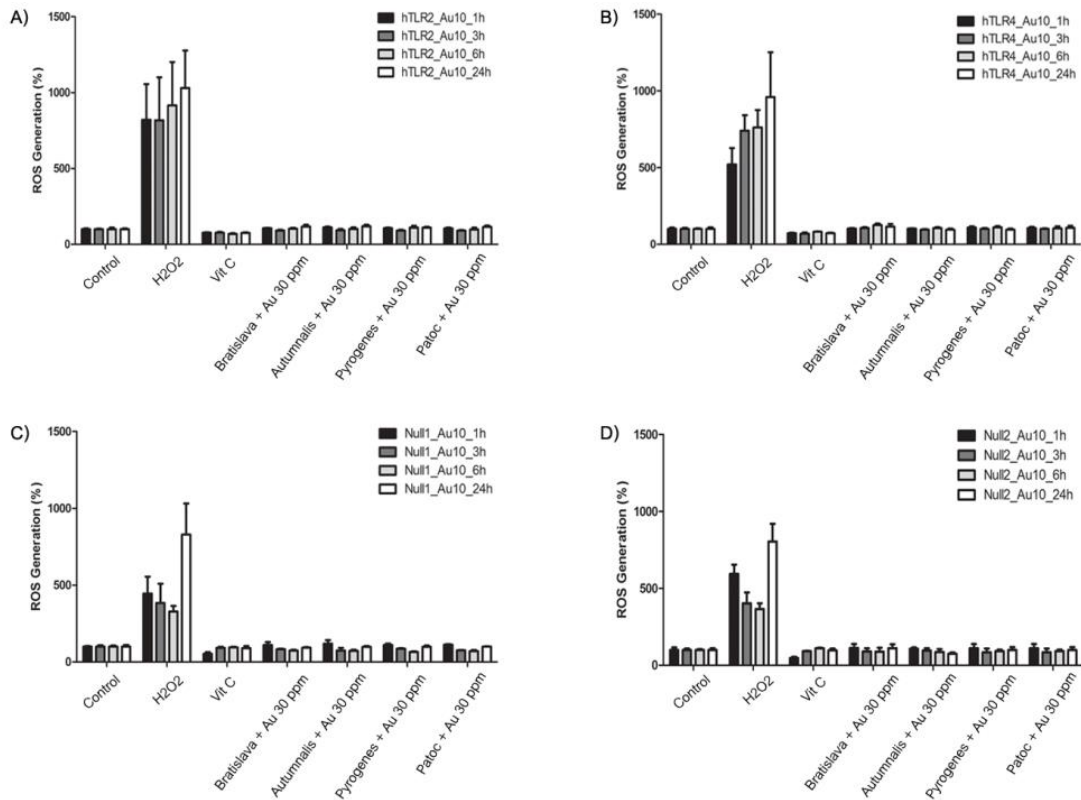 A)
1500
1000
500
0
ROS Generation (%)
hTLR2_Au10_1h
hTLR2_Au10_3h
hTLR2_Au10_6h
hTLR2_Au10_24h
Control
H2O2
Vit C
Bratislava + Au 30 ppm
Autumnalis + Au 30 ppm
Pyrogenes + Au 30 ppm
Patoc + Au 30 ppm
B)
1500
1000
500
0
ROS Generation (%)
hTLR4_Au10_1h
hTLR4_Au10_3h
hTLR4_Au10_6h
hTLR4_Au10_24h
Control
H2O2
Vit C
Bratislava + Au 30 ppm
Autumnalis + Au 30 ppm
Pyrogenes + Au 30 ppm
Patoc + Au 30 ppm
C)
1500
1000
500
0
ROS Generation (%)
Null1_Au10_1h
Null1_Au10_3h
Null1_Au10_6h
Null1_Au10_24h
Control
H2O2
Vit C
Bratislava + Au 30 ppm
Autumnalis + Au 30 ppm
Pyrogenes + Au 30 ppm
Patoc + Au 30 ppm
D)
1500
1000
500
0
ROS Generation (%)
Null2_Au10_1h
Null2_Au10_3h
Null2_Au10_6h
Null2_Au10_24h
Control
H2O2
Vit C
Bratislava + Au 30 ppm
Autumnalis + Au 30 ppm
Pyrogenes + Au 30 ppm
Patoc + Au 30 ppm